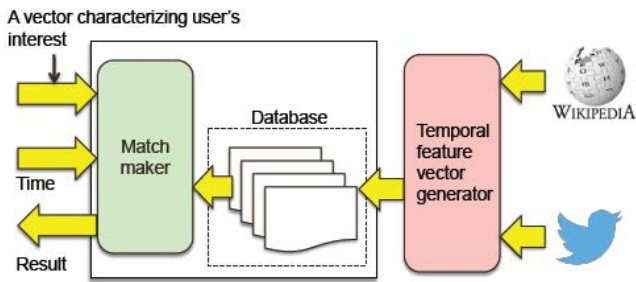 A vector characterizing user's
interest
Match
maker
Time
Result
Database
Temporal
feature
vector
generator
WIKIPEDIA